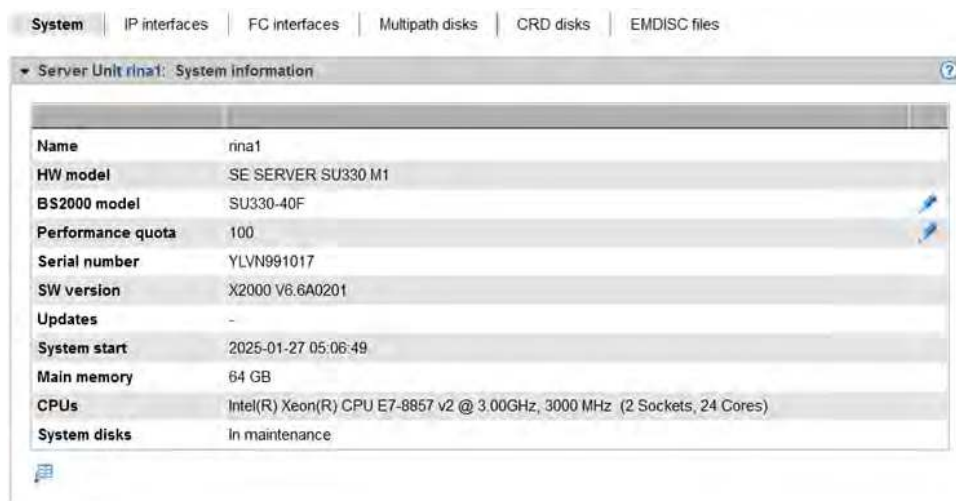 System IP interfaces FC interfaces Multipath disks CRD disks EMDISC files
Server Unit rina1: System information
Name rina1
HW model SE SERVER SU330 M1
BS2000 model SU330-40F
Performance quota 100
Serial number YLVN991017
SW version X2000 V6.6A0201
Updates -
System start 2025-01-27 05:06:49
Main memory 64 GB
CPUs Intel(R) Xeon(R) CPU E7-8857 v2 @ 3.00GHz, 3000 MHz (2 Sockets, 24 Cores)
System disks In maintenance